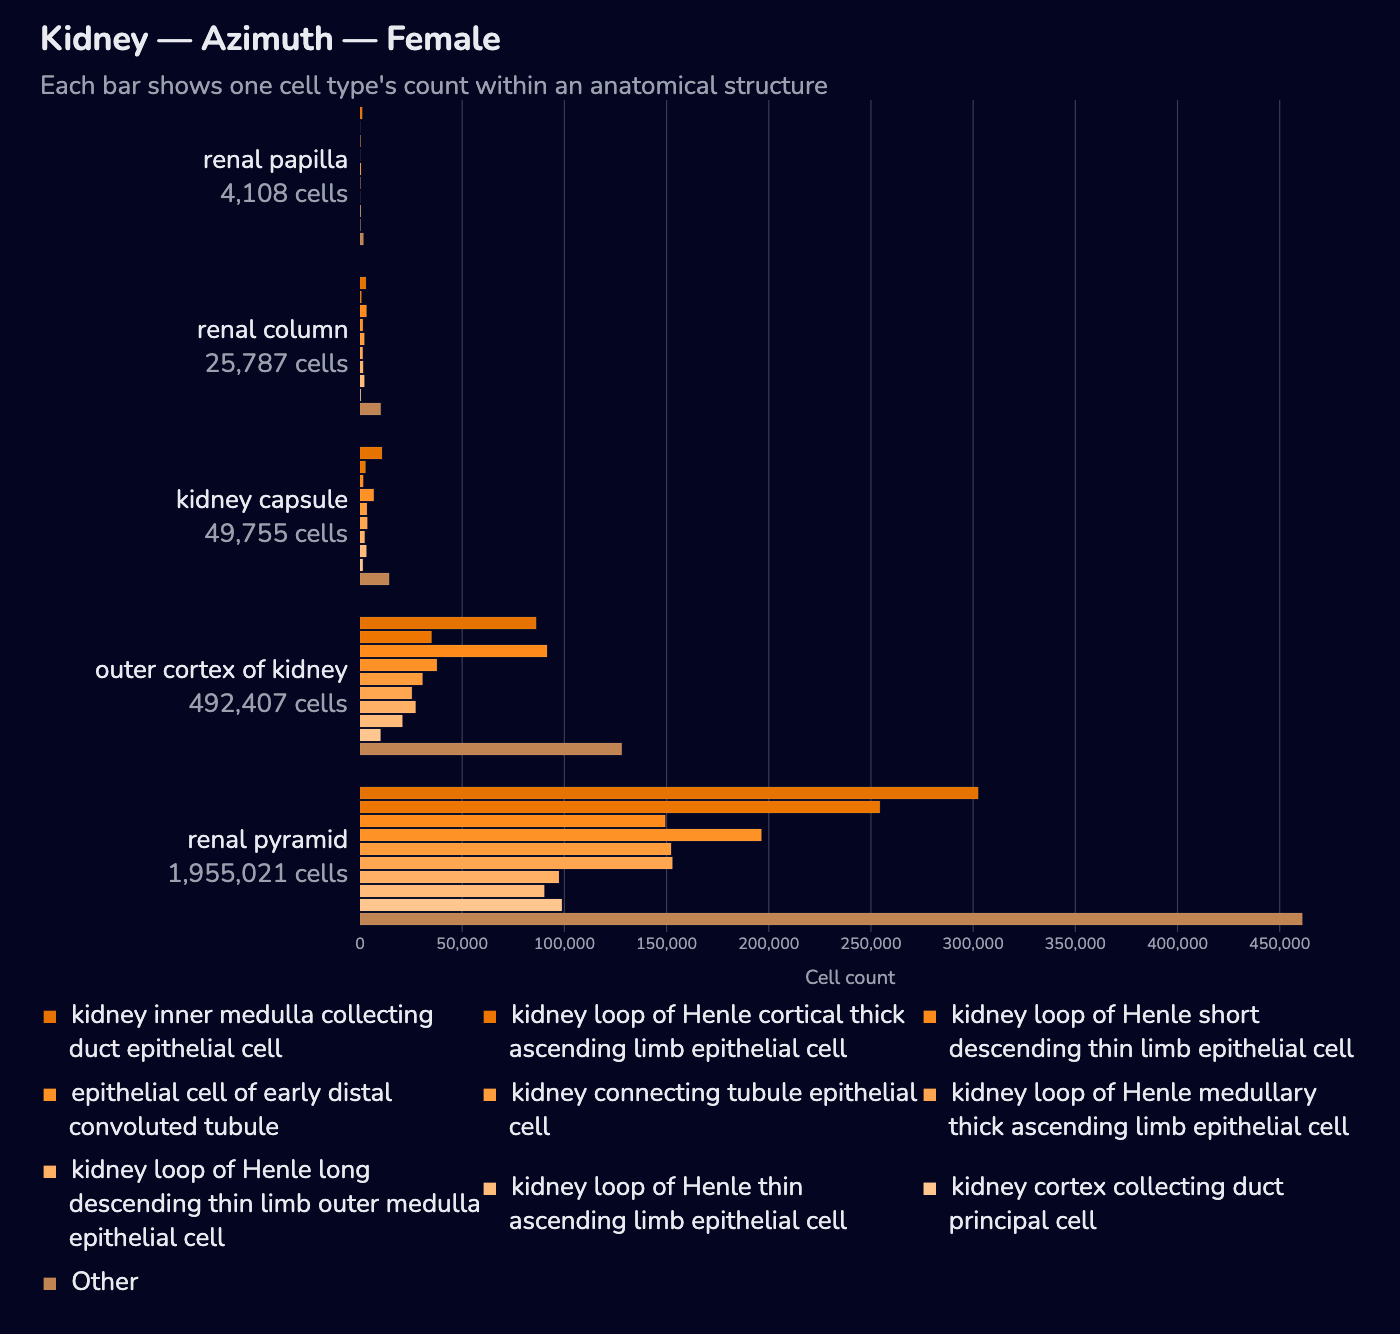 Kidney — Azimuth — Female
Each bar shows one cell type's count within an anatomical structure
renal papilla
4,108 cells
renal column
25,787 cells
kidney capsule
49,755 cells
outer cortex of kidney
492,407 cells
renal pyramid
1,955,021 cells
0 50,000 100,000 150,000 200,000 250,000 300,000 350,000 400,000 450,000
Cell count
kidney inner medulla collecting
duct epithelial cell
kidney loop of Henle cortical thick
ascending limb epithelial cell
kidney loop of Henle short
descending thin limb epithelial cell
epithelial cell of early distal
convoluted tubule
kidney connecting tubule epithelial
cell
kidney loop of Henle medullary
thick ascending limb epithelial cell
kidney loop of Henle long
descending thin limb outer medulla
epithelial cell
kidney loop of Henle thin
ascending limb epithelial cell
kidney cortex collecting duct
principal cell
Other